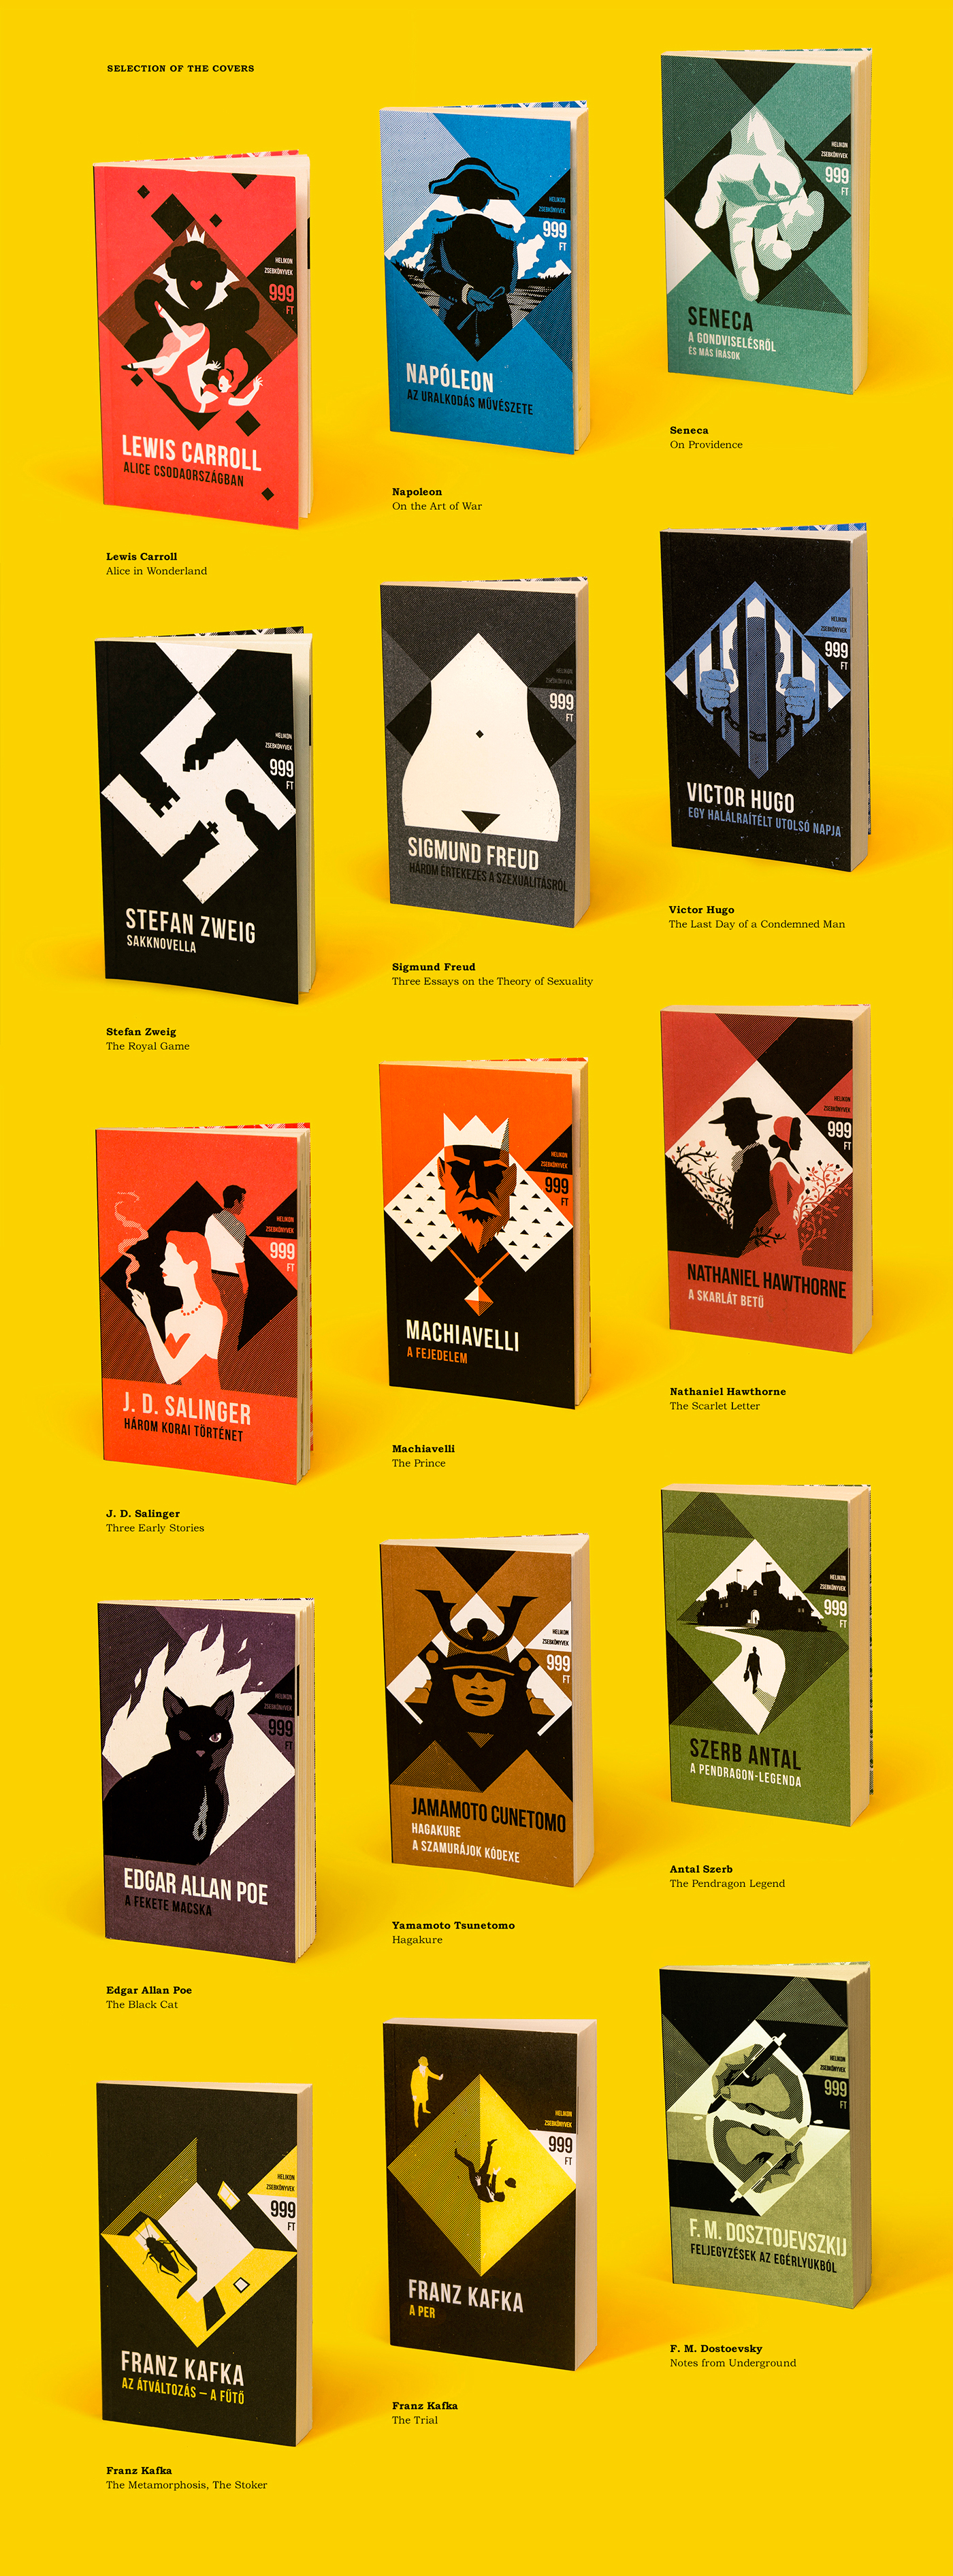 SELECTION OF THE COVERS
HELIKON
ZSEBKÖNYVEK
999
FT
LEWIS CARROLL
ALICE CSODAORSZÁGBAN
Lewis Carroll
Alice in Wonderland
HELIKON
ZSEBKÖNYVEK
999
FT
NAPÓLEON
AZ URALKODÁS MŰVÉSZETE
Napoleon
On the Art of War
HELIKON
ZSEBKÖNYVEK
999
FT
SENECA
A GONDVISELÉSRŐL
ÉS MÁS ÍRÁSOK
Seneca
On Providence
HELIKON
ZSEBKÖNYVEK
999
FT
STEFAN ZWEIG
SAKKNOVELLA
Stefan Zweig
The Royal Game
HELIKON
ZSEBKÖNYVEK
999
FT
SIGMUND FREUD
HÁROM ÉRTEKEZÉS A SZEXUALITÁSRÓL
Sigmund Freud
Three Essays on the Theory of Sexuality
HELIKON
ZSEBKÖNYVEK
999
FT
VICTOR HUGO
EGY HALÁLRAÍTÉLT UTOLSÓ NAPJA
Victor Hugo
The Last Day of a Condemned Man
HELIKON
ZSEBKÖNYVEK
999
FT
J. D. SALINGER
HÁROM KORAI TÖRTÉNET
J. D. Salinger
Three Early Stories
HELIKON
ZSEBKÖNYVEK
999
FT
MACHIAVELLI
A FEJEDELEM
Machiavelli
The Prince
HELIKON
ZSEBKÖNYVEK
999
FT
NATHANIEL HAWTHORNE
A SKARLÁT BETŰ
Nathaniel Hawthorne
The Scarlet Letter
HELIKON
ZSEBKÖNYVEK
999
FT
EDGAR ALLAN POE
A FEKETE MACSKA
Edgar Allan Poe
The Black Cat
HELIKON
ZSEBKÖNYVEK
999
FT
JAMAMOTO CUNETOMO
HAGAKURE
A SZAMURÁJOK KÓDEXE
Yamamoto Tsunetomo
Hagakure
HELIKON
ZSEBKÖNYVEK
999
FT
SZERB ANTAL
A PENDRAGON-LEGENDA
Antal Szerb
The Pendragon Legend
HELIKON
ZSEBKÖNYVEK
999
FT
FRANZ KAFKA
AZ ÁTVÁLTOZÁS – A FŰTŐ
Franz Kafka
The Metamorphosis, The Stoker
HELIKON
ZSEBKÖNYVEK
999
FT
FRANZ KAFKA
A PER
Franz Kafka
The Trial
HELIKON
ZSEBKÖNYVEK
999
FT
F. M. DOSZTOJEVSZKIJ
FELJEGYZÉSEK AZ EGÉRLYUKBÓL
F. M. Dostoevsky
Notes from Underground